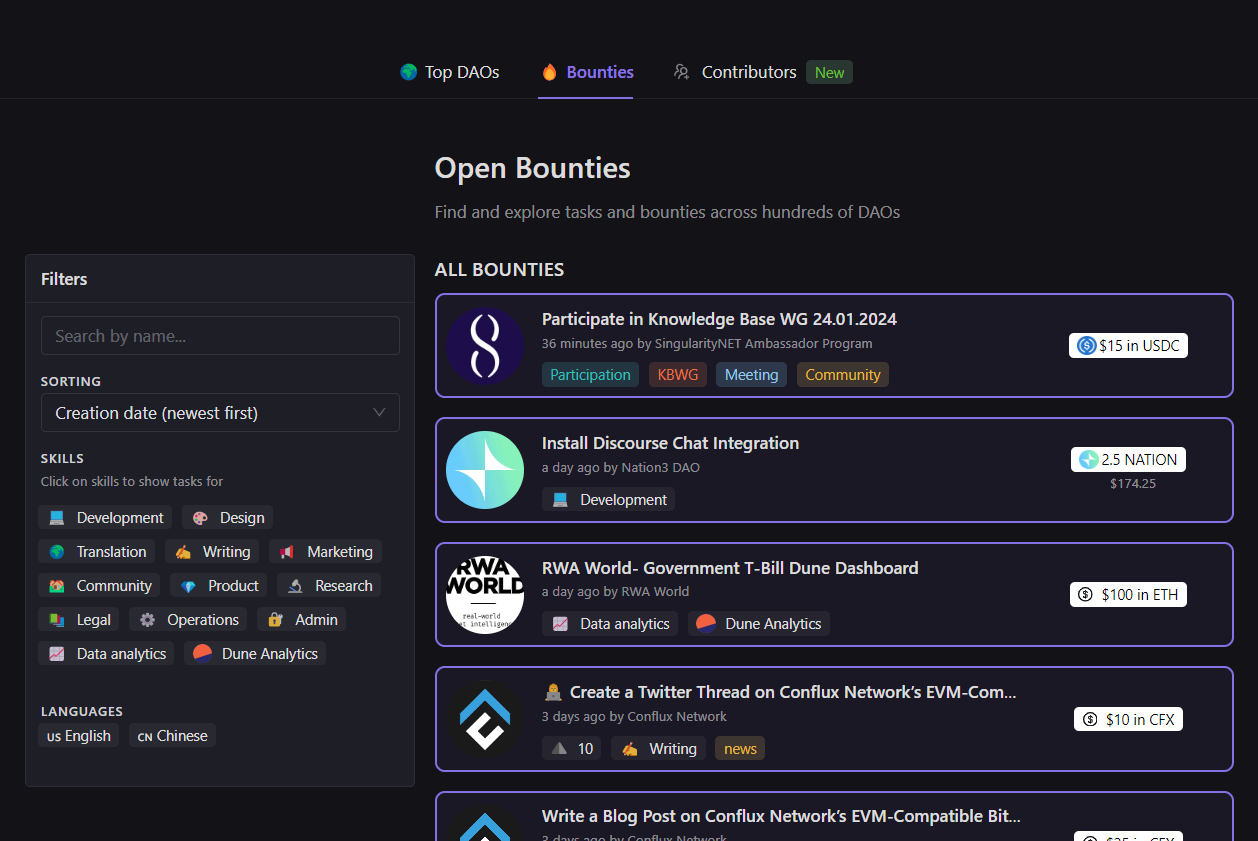 Top DAOs
Bounties
Contributors New
Open Bounties
Find and explore tasks and bounties across hundreds of DAOs
Filters
Search by name...
SORTING
Creation date (newest first)
SKILLS
Click on skills to show tasks for
Development Design
Translation Writing Marketing
Community Product Research
Legal Operations Admin
Data analytics Dune Analytics
LANGUAGES
US English CN Chinese
ALL BOUNTIES
Participate in Knowledge Base WG 24.01.2024
36 minutes ago by SingularityNET Ambassador Program
Participation KBWG Meeting Community
$15 in USDC
Install Discourse Chat Integration
a day ago by Nation3 DAO
Development
2.5 NATION
$174.25
RWA
WORLD
real-world
RWA World- Government T-Bill Dune Dashboard
a day ago by RWA World
Data analytics Dune Analytics
$100 in ETH
Create a Twitter Thread on Conflux Network’s EVM-Com...
3 days ago by Conflux Network
10 Writing news
$10 in CFX
Write a Blog Post on Conflux Network’s EVM-Compatible Bit...
3 days ago by Conflux Network